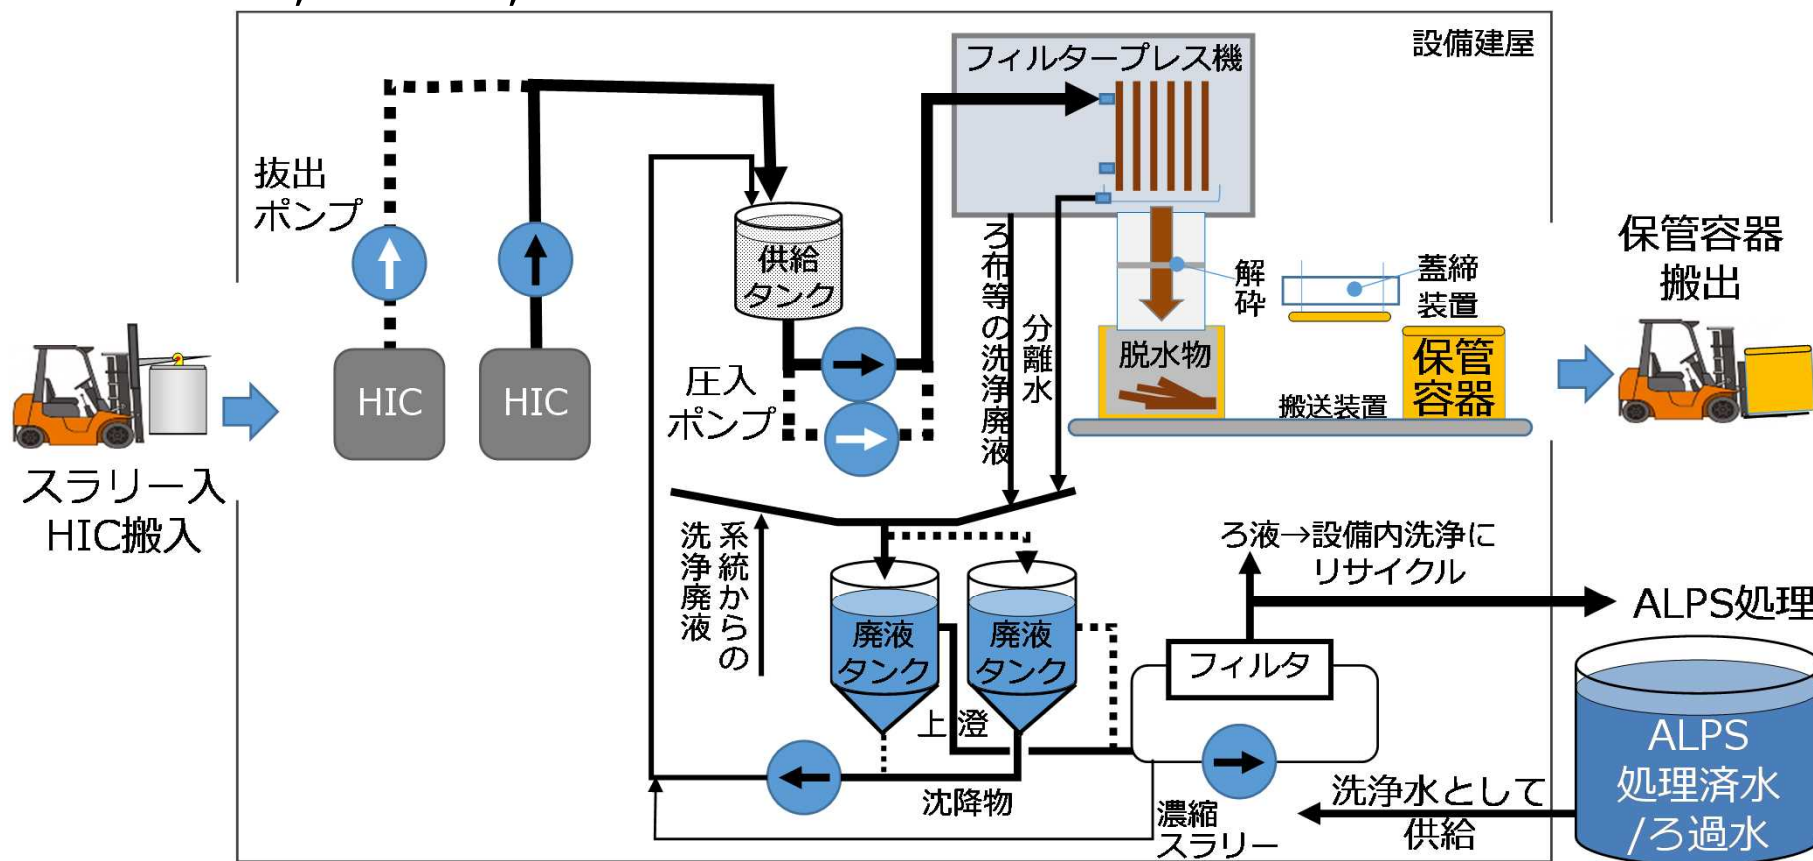 設備建屋
フィルタープレス機
抜出
ポンプ
供給
タンク
ろ布等の洗浄廃液
分離水
解
砕
蓋締
装置
保管容器
搬出
HIC
HIC
圧入
ポンプ
脱水物
保管
容器
搬送装置
スラリー入
HIC搬入
系統からの
洗浄廃液
廃液
タンク
廃液
タンク
上澄
沈降物
ろ液→設備内洗浄に
リサイクル
フィルタ
濃縮
スラリー
ALPS処理
ALPS
処理済水
/ろ過水
洗浄水として
供給